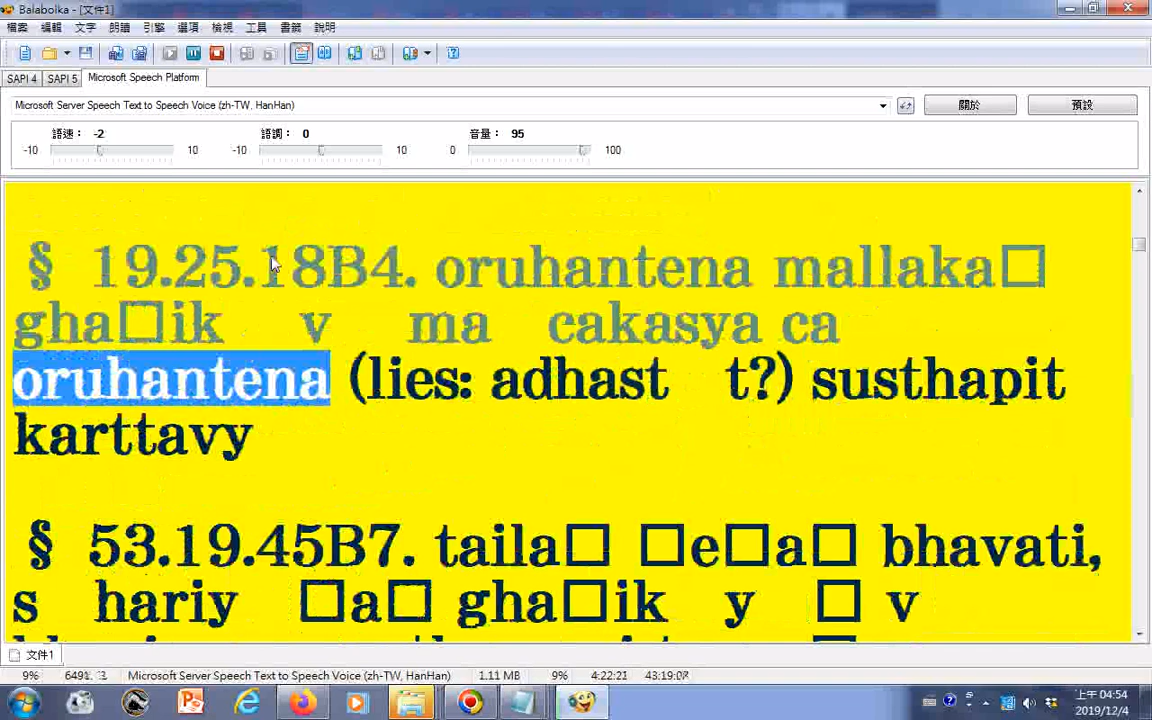 Balabolka - [文件1]
檔案 編輯 文字 朗讀 引擎 選項 檢視 工具 書籤 說明
SAPI 4 SAPI 5 Microsoft Speech Platform
Microsoft Server Speech Text to Speech Voice (zh-TW, HanHan) 關於 預設
語速： -2 語調： 0 音量： 95
-10 10 -10 10 0 100
§ 19.25.18B4. oruhantena mallaka□
gha□ik v ma cakasya ca
oruhantena (lies: adhast t?) susthapit
karttavy
§ 53.19.45B7. taila□ □e□a□ bhavati,
s hariy □a□ gha□ik y □ v
文件1
9% Microsoft Server Speech Text to Speech Voice (zh-TW, HanHan) 1.11 MB 9% 4:22:21
上午 04:54
2019/12/4